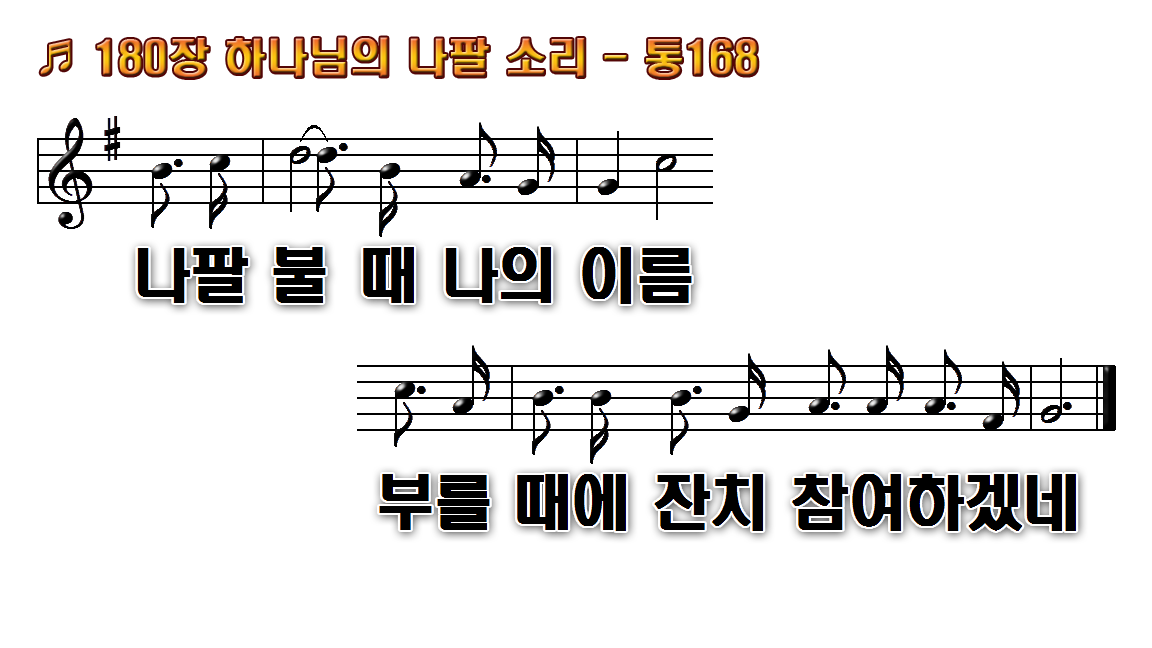 ♬ 180장 하나님의 나팔 소리 - 통168
나팔 불 때 나의 이름
부를 때에 잔치 참여하겠네